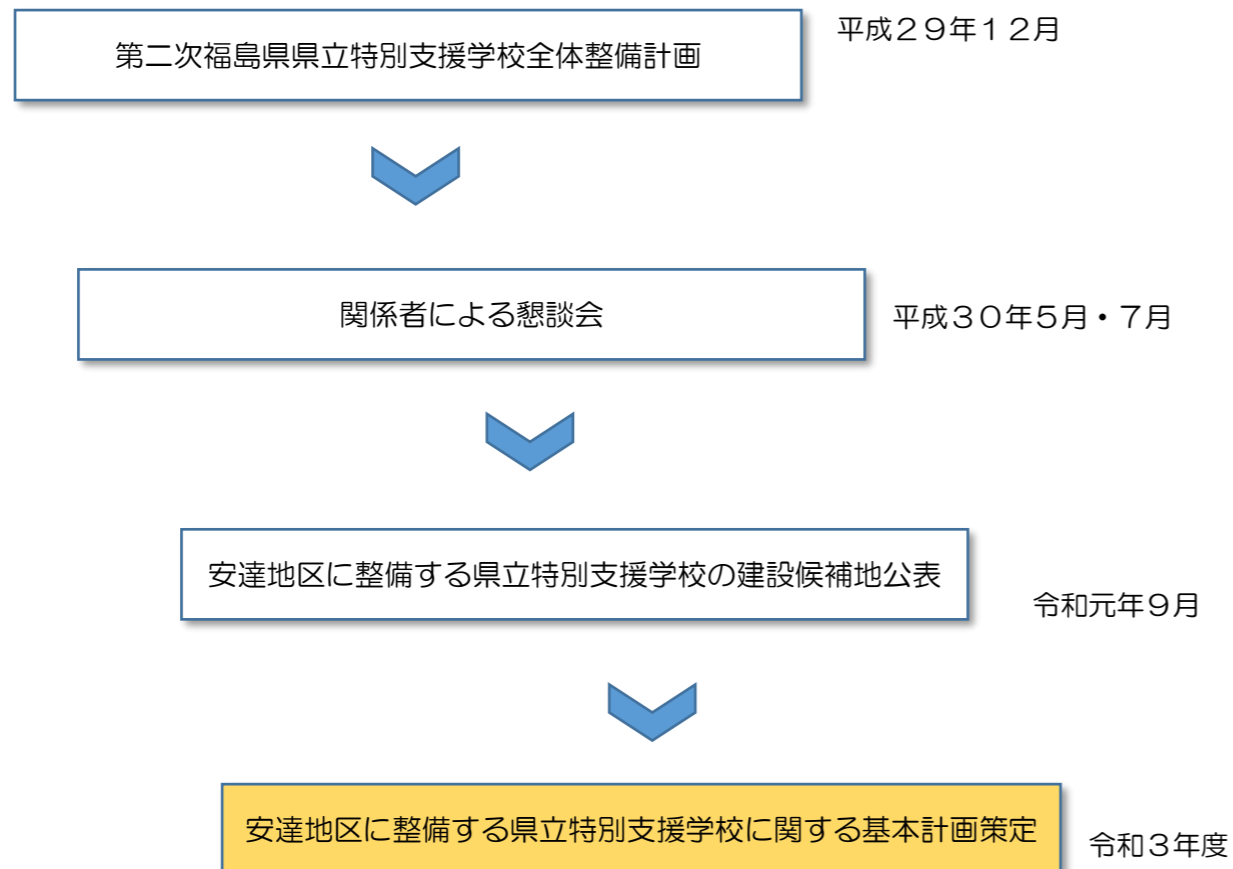 第二次福島県県立特別支援学校全体整備計画
平成２９年１２月
関係者による懇談会
平成３０年５月・７月
安達地区に整備する県立特別支援学校の建設候補地公表
令和元年９月
安達地区に整備する県立特別支援学校に関する基本計画策定
令和３年度